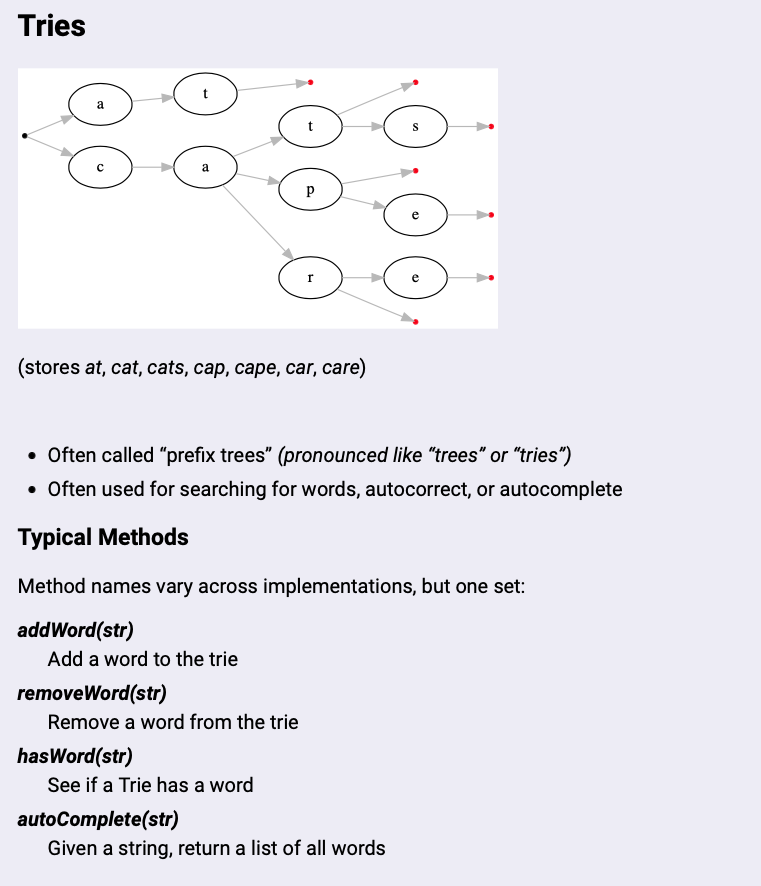 Tries
a
t
t
s
c
a
p
e
r
e
(stores at, cat, cats, cap, cape, car, care)
• Often called “prefix trees” (pronounced like “trees” or “tries”)
• Often used for searching for words, autocorrect, or autocomplete
Typical Methods
Method names vary across implementations, but one set:
addWord(str)
Add a word to the trie
removeWord(str)
Remove a word from the trie
hasWord(str)
See if a Trie has a word
autoComplete(str)
Given a string, return a list of all words